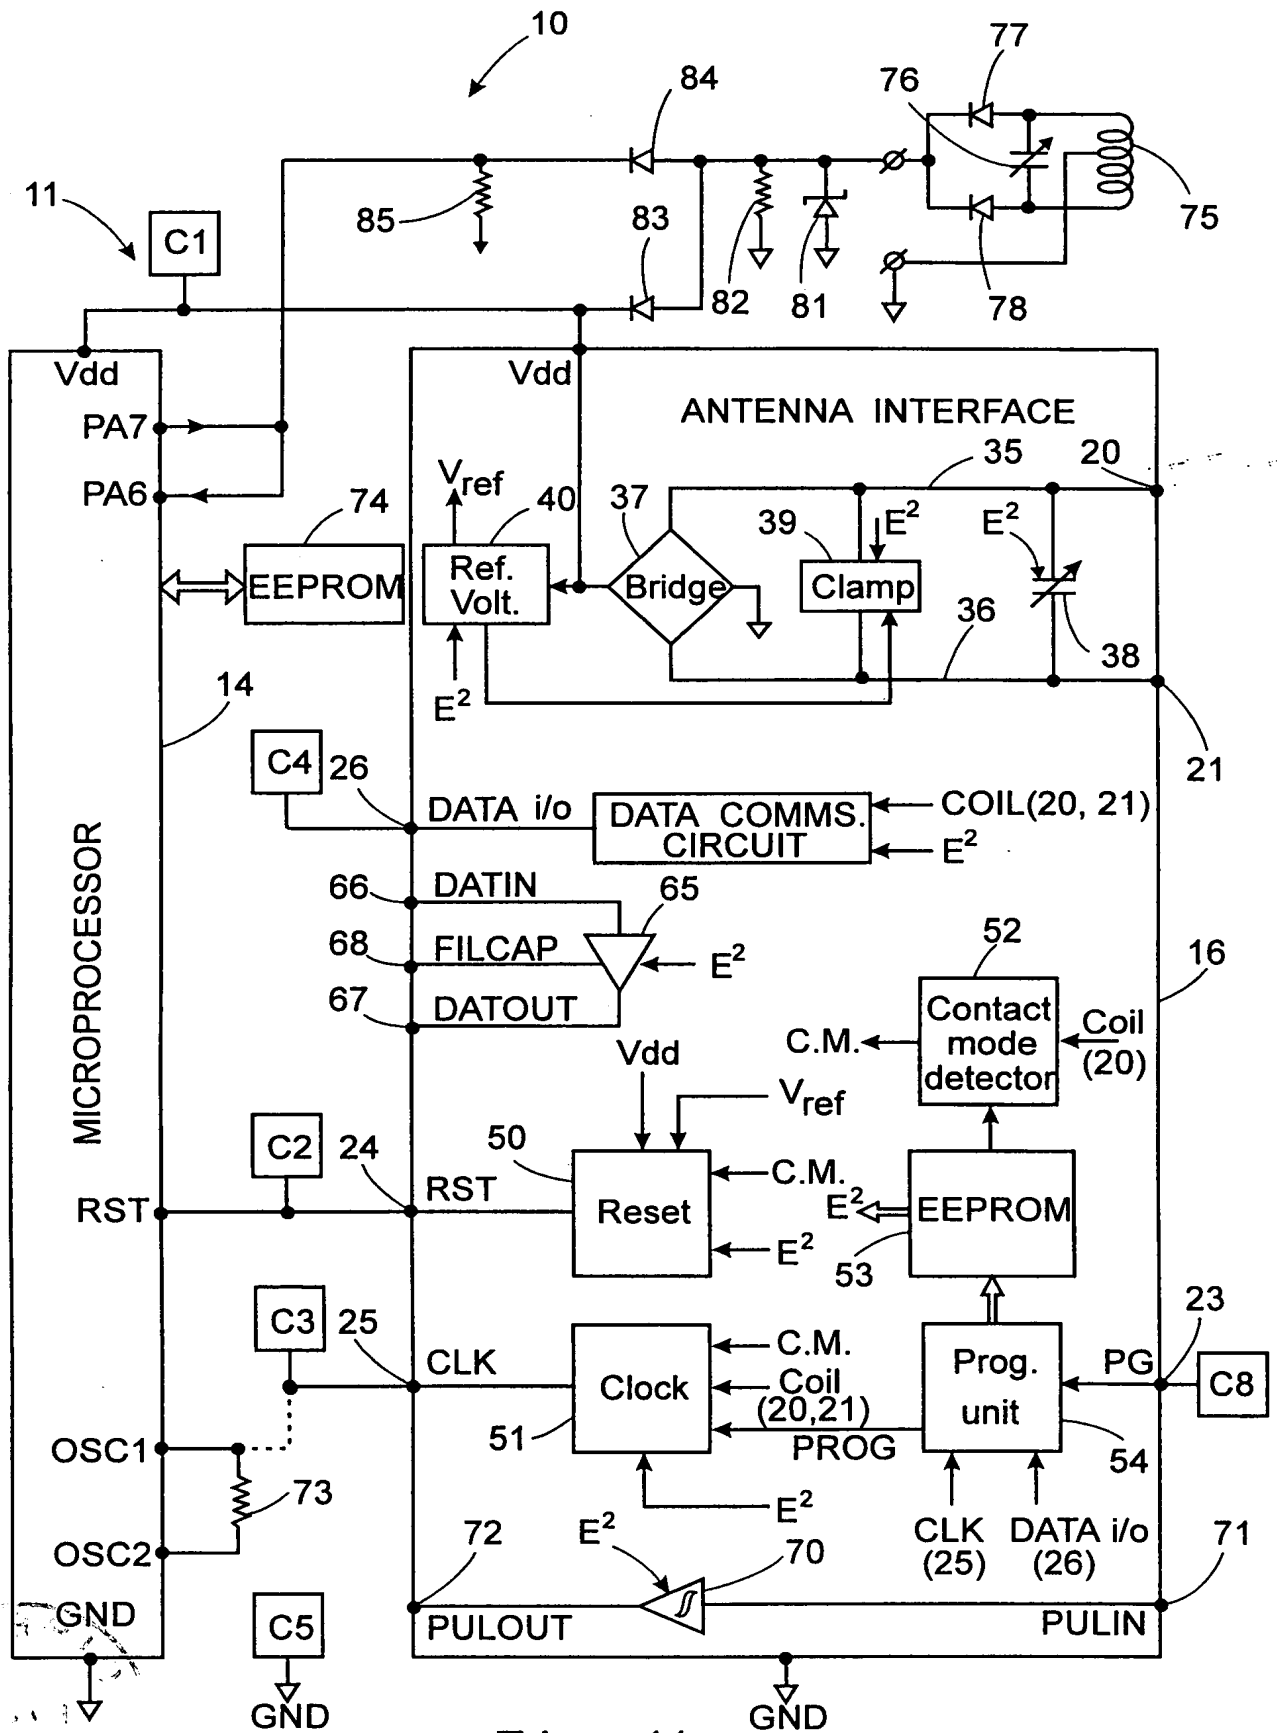 10
77
76
84
75
85
83
82
81
78
11
C1
Vdd
Vdd
ANTENNA INTERFACE
PA7
PA6
Vref
40
37
35
20
39
E²
E²
74
EEPROM
Ref.
Volt.
Bridge
Clamp
36
38
E²
14
21
C4
26
DATA i/o
DATA COMMS.
CIRCUIT
COIL(20, 21)
E²
MICROPROCESSOR
66
DATIN
65
68
FILCAP
E²
67
DATOUT
52
16
Contact
mode
detector
C.M.
Coil
(20)
Vdd
Vref
C2
24
50
RST
RST
Reset
C.M.
E²
E²
EEPROM
53
C3
25
CLK
Clock
51
C.M.
Coil
(20,21)
PROG
E²
Prog.
unit
54
PG
23
C8
OSC1
OSC2
73
CLK
(25)
DATA i/o
(26)
72
E²
70
71
PULOUT
PULIN
GND
C5
GND
GND